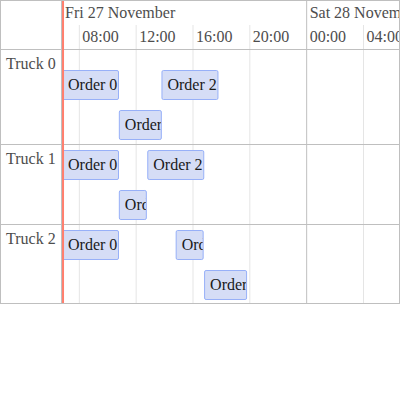 Fri 27 November
Sat 28 Novem
08:00 12:00 16:00 20:00 00:00 04:00
Truck 0
Order 0 Order 2
Order
Truck 1
Order 0 Order 2
Orc
Truck 2
Order 0 Orc
Order